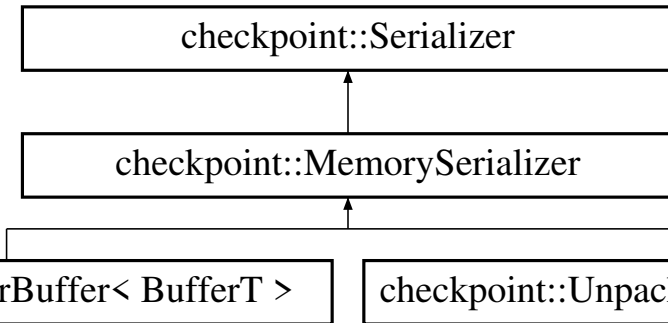 checkpoint::Serializer
checkpoint::MemorySerializer
rBuffer< BufferT > checkpoint::Unpac